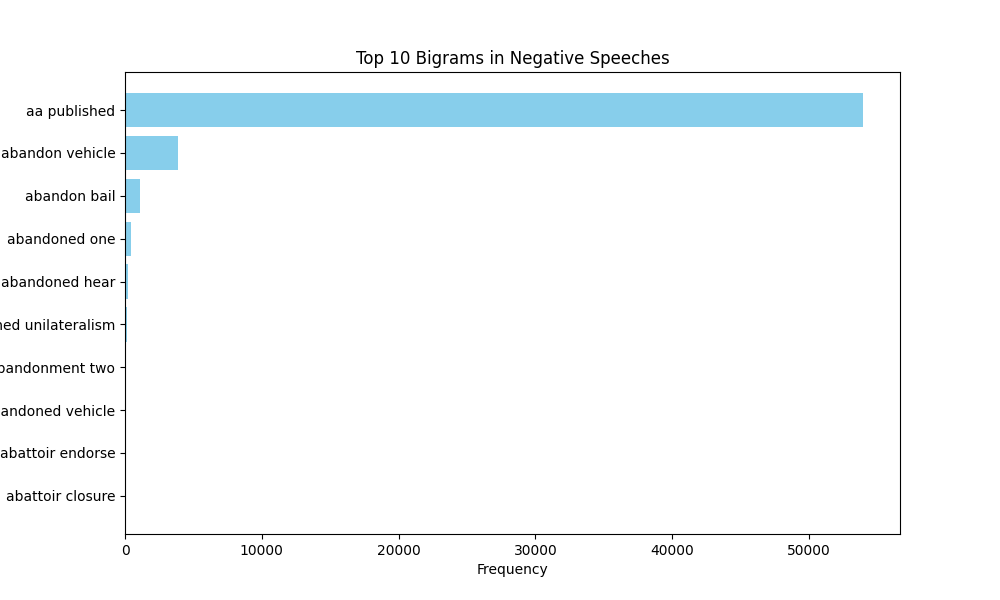 Top 10 Bigrams in Negative Speeches
aa published
abandon vehicle
abandon bail
abandoned one
abandoned hear
ned unilateralism
bandonment two
andoned vehicle
abattoir endorse
abattoir closure
0 10000 20000 30000 40000 50000
Frequency